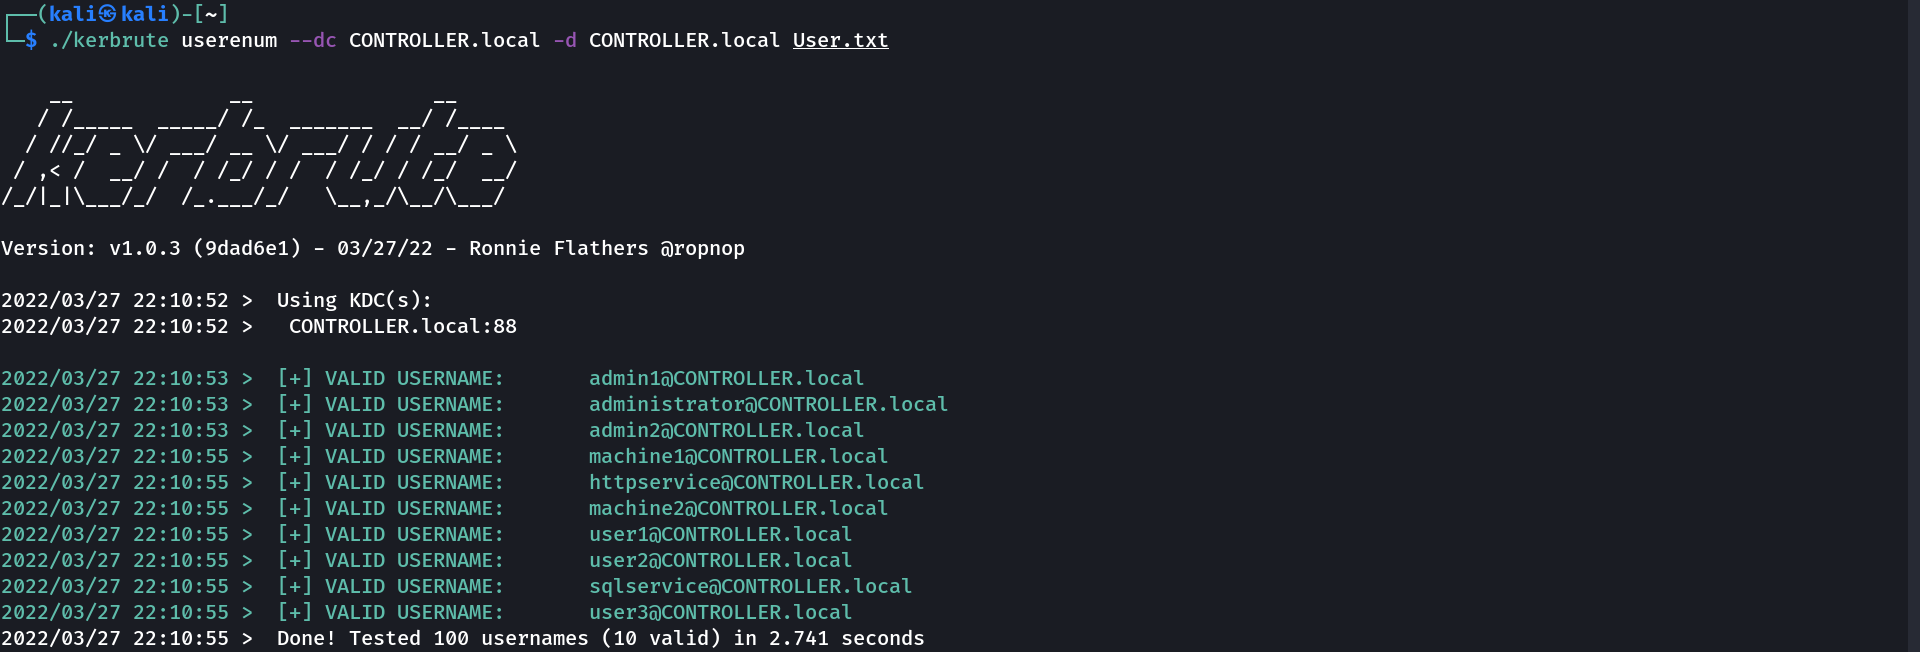 ┌──(kali㉿kali)-[~]
└─$ ./kerbrute userenum --dc CONTROLLER.local -d CONTROLLER.local User.txt
    __             __               __
   / /_____  _____/ /_  _______  __/ /____
  / //_/ _ \/ ___/ __ \/ ___/ / / / __/ _ \
 / ,< /  __/ /  / /_/ / /  / /_/ / /_/  __/
/_/|_|\___/_/  /_.___/_/   \__,_/\__/\___/
Version: v1.0.3 (9dad6e1) - 03/27/22 - Ronnie Flathers @ropnop
2022/03/27 22:10:52 >  Using KDC(s):
2022/03/27 22:10:52 >   CONTROLLER.local:88
2022/03/27 22:10:53 >  [+] VALID USERNAME:       admin1@CONTROLLER.local
2022/03/27 22:10:53 >  [+] VALID USERNAME:       administrator@CONTROLLER.local
2022/03/27 22:10:53 >  [+] VALID USERNAME:       admin2@CONTROLLER.local
2022/03/27 22:10:55 >  [+] VALID USERNAME:       machine1@CONTROLLER.local
2022/03/27 22:10:55 >  [+] VALID USERNAME:       httpservice@CONTROLLER.local
2022/03/27 22:10:55 >  [+] VALID USERNAME:       machine2@CONTROLLER.local
2022/03/27 22:10:55 >  [+] VALID USERNAME:       user1@CONTROLLER.local
2022/03/27 22:10:55 >  [+] VALID USERNAME:       user2@CONTROLLER.local
2022/03/27 22:10:55 >  [+] VALID USERNAME:       sqlservice@CONTROLLER.local
2022/03/27 22:10:55 >  [+] VALID USERNAME:       user3@CONTROLLER.local
2022/03/27 22:10:55 >  Done! Tested 100 usernames (10 valid) in 2.741 seconds